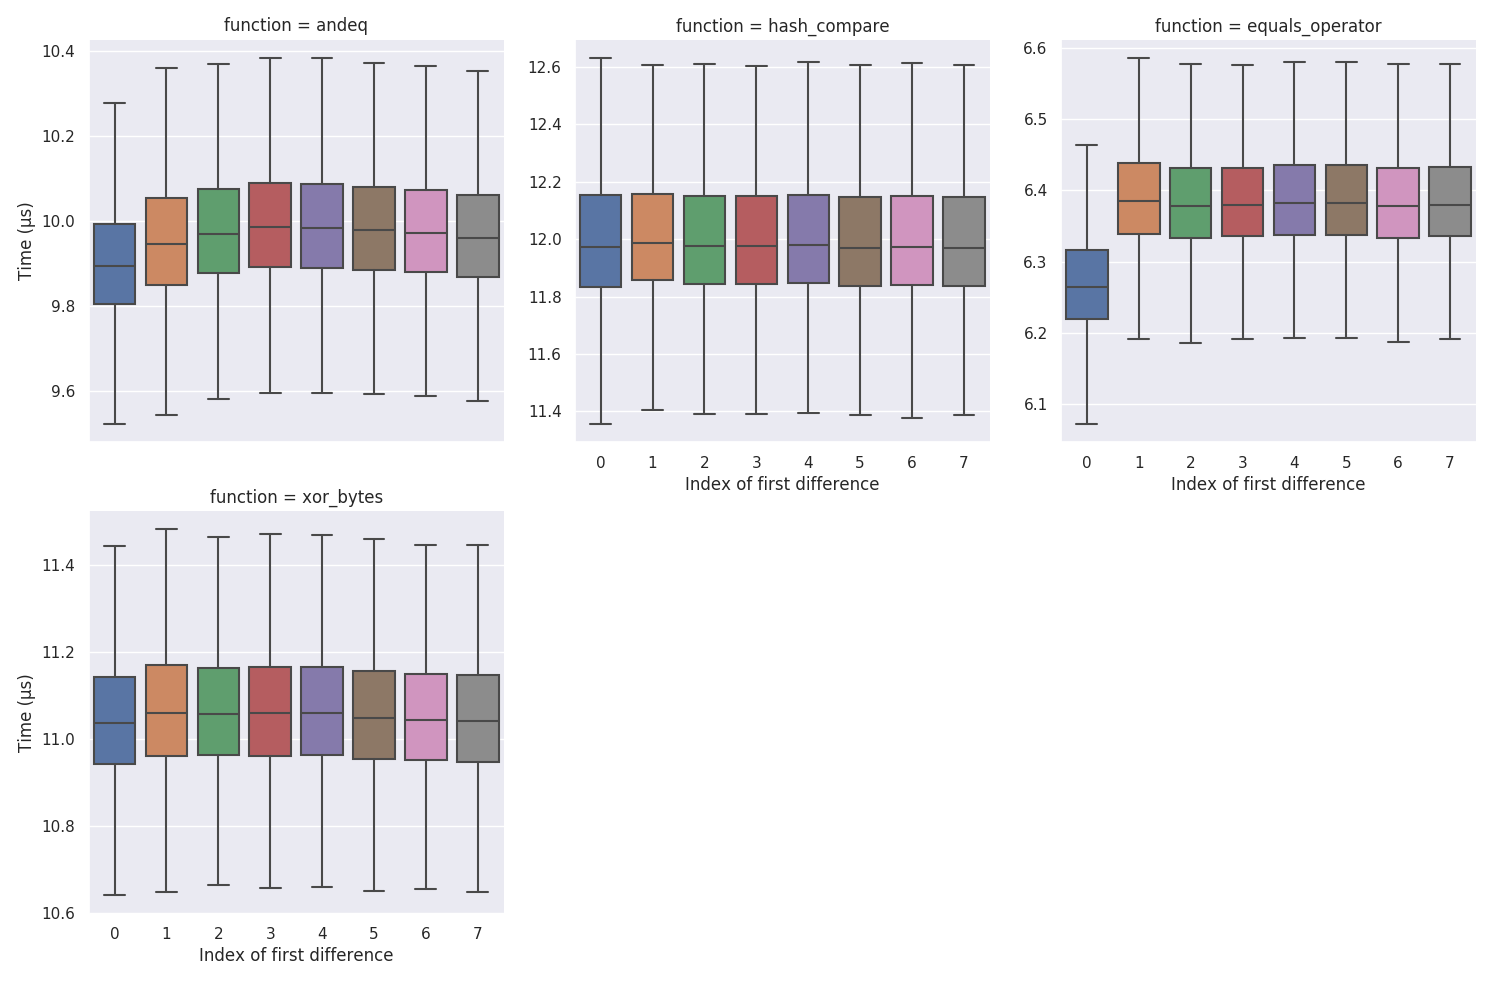 function = andeq
10.4
10.2
10.0
9.8
9.6
Time (µs)
function = hash_compare
12.6
12.4
12.2
12.0
11.8
11.6
11.4
0 1 2 3 4 5 6 7
Index of first difference
function = equals_operator
6.6
6.5
6.4
6.3
6.2
6.1
0 1 2 3 4 5 6 7
Index of first difference
function = xor_bytes
11.4
11.2
11.0
10.8
10.6
Time (µs)
0 1 2 3 4 5 6 7
Index of first difference